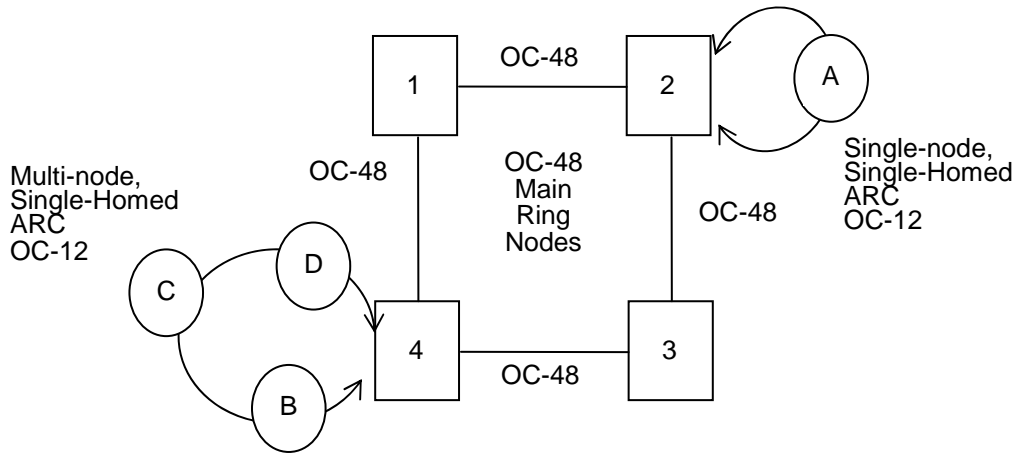 OC-48
1
2
A
OC-48
OC-48
Main
Ring
Nodes
Single-node,
Single-Homed
ARC
OC-12
Multi-node,
Single-Homed
ARC
OC-12
OC-48
D
C
4
3
OC-48
B